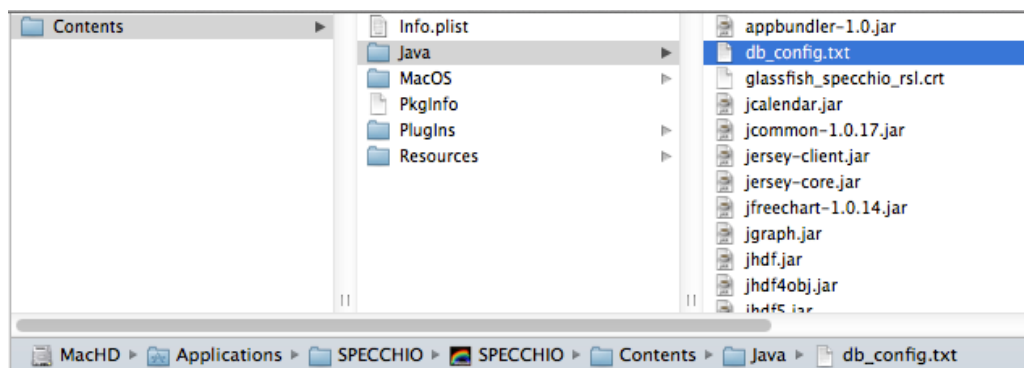 Contents
Info.plist
Java
MacOS
PkgInfo
PlugIns
Resources
appbundler-1.0.jar
db_config.txt
glassfish_specchio_rsl.crt
jcalendar.jar
jcommon-1.0.17.jar
jersey-client.jar
jersey-core.jar
jfreechart-1.0.14.jar
jgraph.jar
jhdf.jar
jhdf4obj.jar
jhdf5.jar
MacHD ▸ Applications ▸ SPECCHIO ▸ SPECCHIO ▸ Contents ▸ Java ▸ db_config.txt